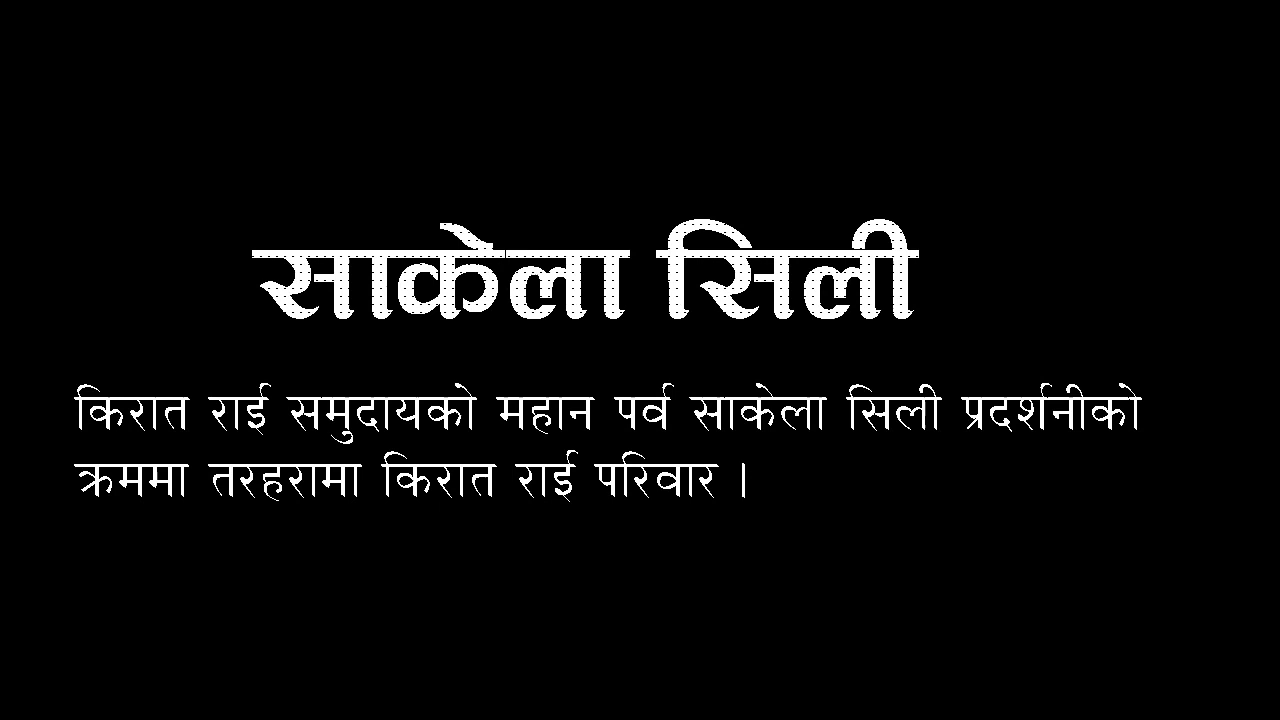 साकेला सिली
किरात राई समुदायको महान पर्व साकेला सिली प्रदर्शनीको
क्रममा तरहरामा किरात राई परिवार ।